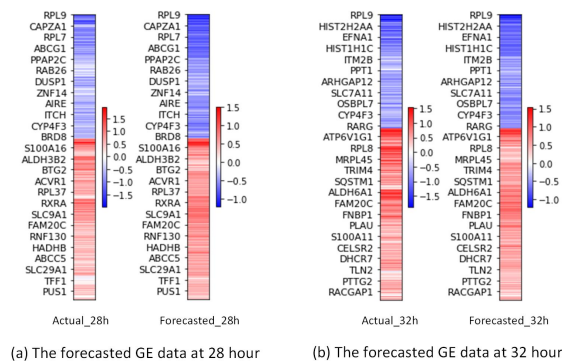 RPL9
CAPZA1
RPL7
ABCG1
PPAP2C
RAB26
DUSP1
ZNF14
AIRE
ITCH
CYP4F3
BRD8
S100A16
ALDH3B2
BTG2
ACVR1
RPL37
RXRA
SLC9A1
FAM20C
RNF130
HADHB
ABCC5
SLC29A1
TFF1
PUS1
1.5
1.0
0.5
0.0
−0.5
−1.0
−1.5
Actual_28h
RPL9
CAPZA1
RPL7
ABCG1
PPAP2C
RAB26
DUSP1
ZNF14
AIRE
ITCH
CYP4F3
BRD8
S100A16
ALDH3B2
BTG2
ACVR1
RPL37
RXRA
SLC9A1
FAM20C
RNF130
HADHB
ABCC5
SLC29A1
TFF1
PUS1
1.5
1.0
0.5
0.0
−0.5
−1.0
Forecasted_28h
(a) The forecasted GE data at 28 hour
RPL9
HIST2H2AA
EFNA1
HIST1H1C
ITM2B
PPT1
ARHGAP12
SLC7A11
OSBPL7
CYP4F3
RARG
ATP6V1G1
RPL8
MRPL45
TRIM4
SQSTM1
ALDH6A1
FAM20C
FNBP1
PLAU
S100A11
CELSR2
DHCR7
TLN2
PTTG2
RACGAP1
1.5
1.0
0.5
0.0
−0.5
−1.0
Actual_32h
RPL9
HIST2H2AA
EFNA1
HIST1H1C
ITM2B
PPT1
ARHGAP12
SLC7A11
OSBPL7
CYP4F3
RARG
ATP6V1G1
RPL8
MRPL45
TRIM4
SQSTM1
ALDH6A1
FAM20C
FNBP1
PLAU
S100A11
CELSR2
DHCR7
TLN2
PTTG2
RACGAP1
1.5
1.0
0.5
0.0
−0.5
−1.0
Forecasted_32h
(b) The forecasted GE data at 32 hour